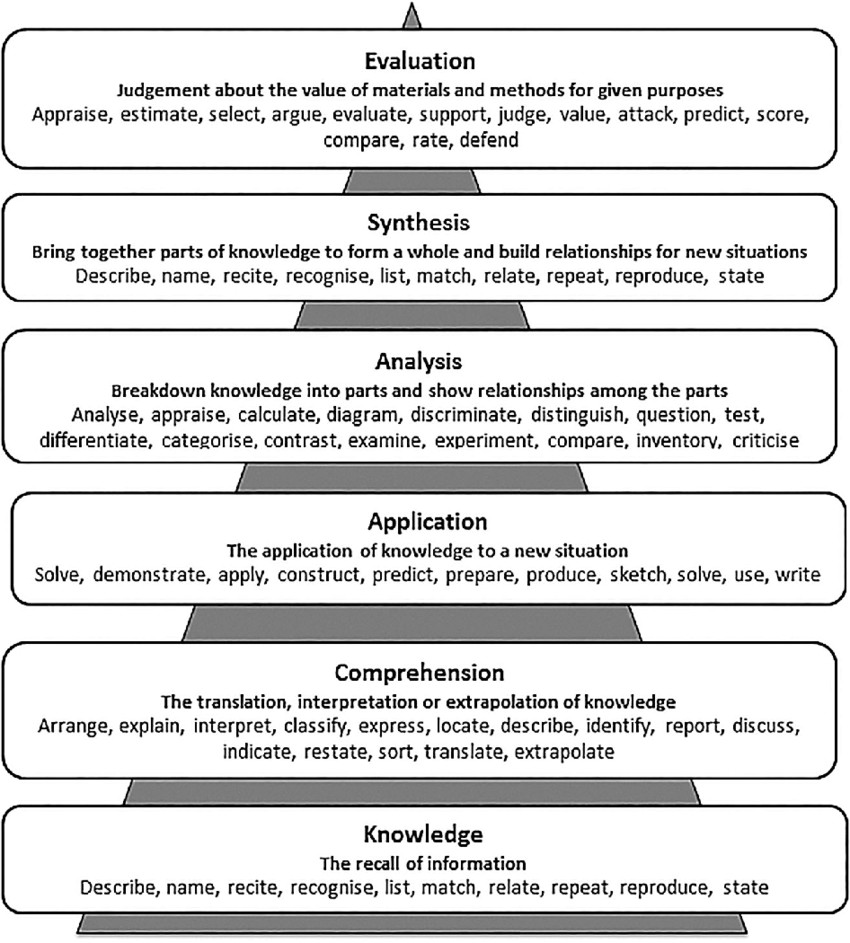 Evaluation
Judgement about the value of materials and methods for given purposes
Appraise, estimate, select, argue, evaluate, support, judge, value, attack, predict, score,
compare, rate, defend
Synthesis
Bring together parts of knowledge to form a whole and build relationships for new situations
Describe, name, recite, recognise, list, match, relate, repeat, reproduce, state
Analysis
Breakdown knowledge into parts and show relationships among the parts
Analyse, appraise, calculate, diagram, discriminate, distinguish, question, test,
differentiate, categorise, contrast, examine, experiment, compare, inventory, criticise
Application
The application of knowledge to a new situation
Solve, demonstrate, apply, construct, predict, prepare, produce, sketch, solve, use, write
Comprehension
The translation, interpretation or extrapolation of knowledge
Arrange, explain, interpret, classify, express, locate, describe, identify, report, discuss,
indicate, restate, sort, translate, extrapolate
Knowledge
The recall of information
Describe, name, recite, recognise, list, match, relate, repeat, reproduce, state